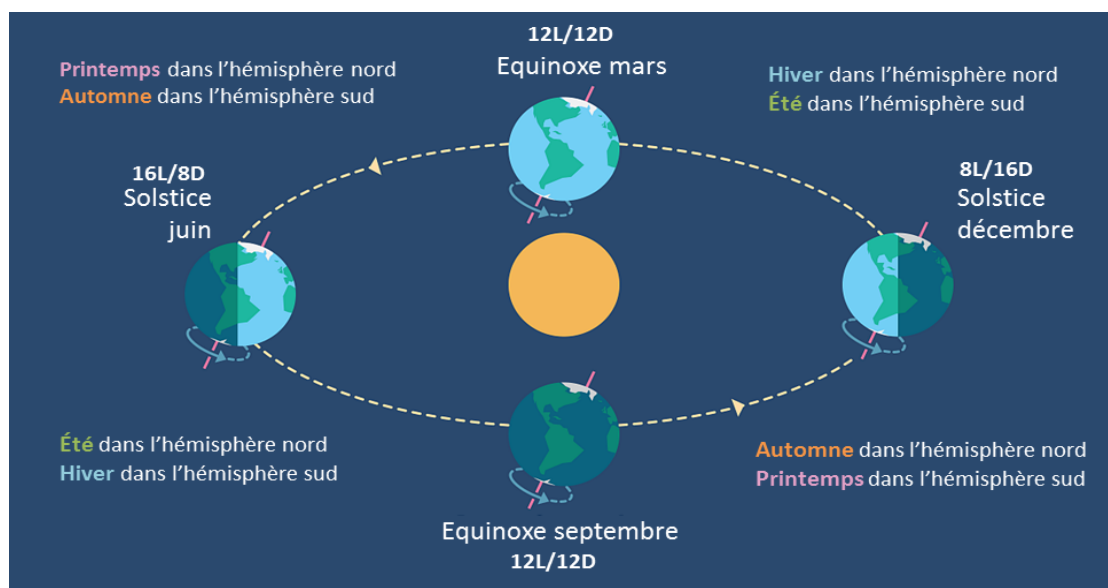 12L/12D
Equinoxe mars
Printemps dans l'hémisphère nord
Automne dans l'hémisphère sud
Hiver dans l'hémisphère nord
Été dans l'hémisphère sud
16L/8D
Solstice
juin
8L/16D
Solstice
décembre
Été dans l'hémisphère nord
Hiver dans l'hémisphère sud
Automne dans l'hémisphère nord
Printemps dans l'hémisphère sud
Equinoxe septembre
12L/12D